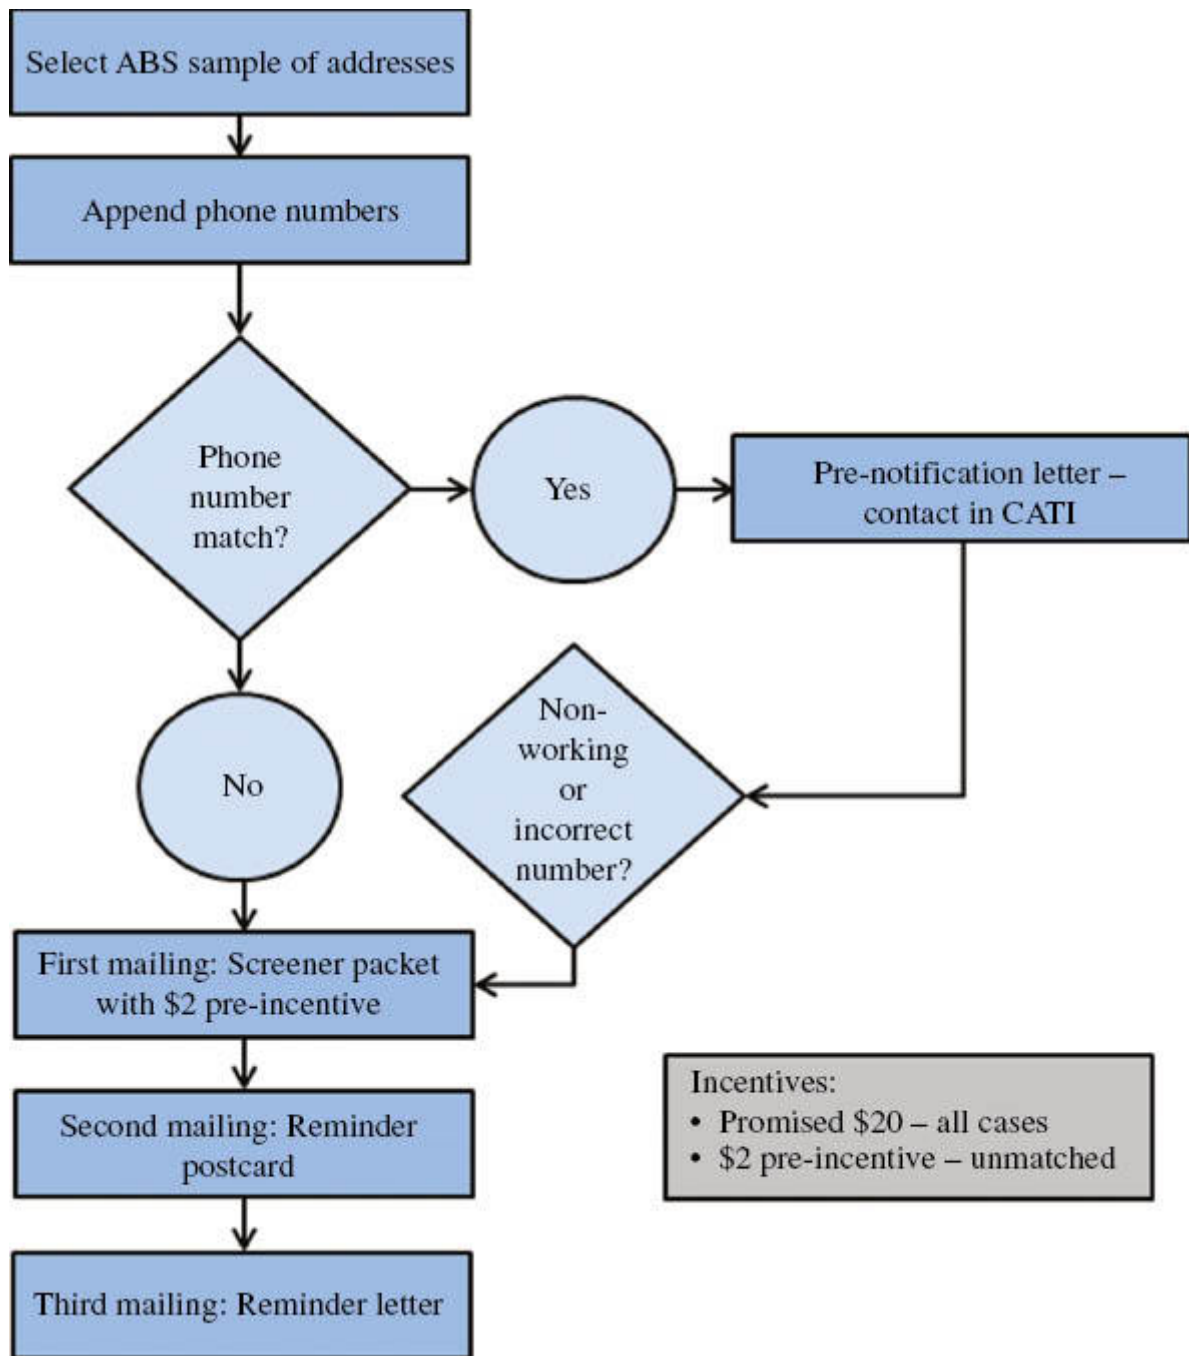 Select ABS sample of addresses
Append phone numbers
Phone
number
match?
Yes
Pre-notification letter –
contact in CATI
No
Non-
working
or
incorrect
number?
First mailing: Screener packet
with $2 pre-incentive
Second mailing: Reminder
postcard
Third mailing: Reminder letter
Incentives:
• Promised $20 – all cases
• $2 pre-incentive – unmatched